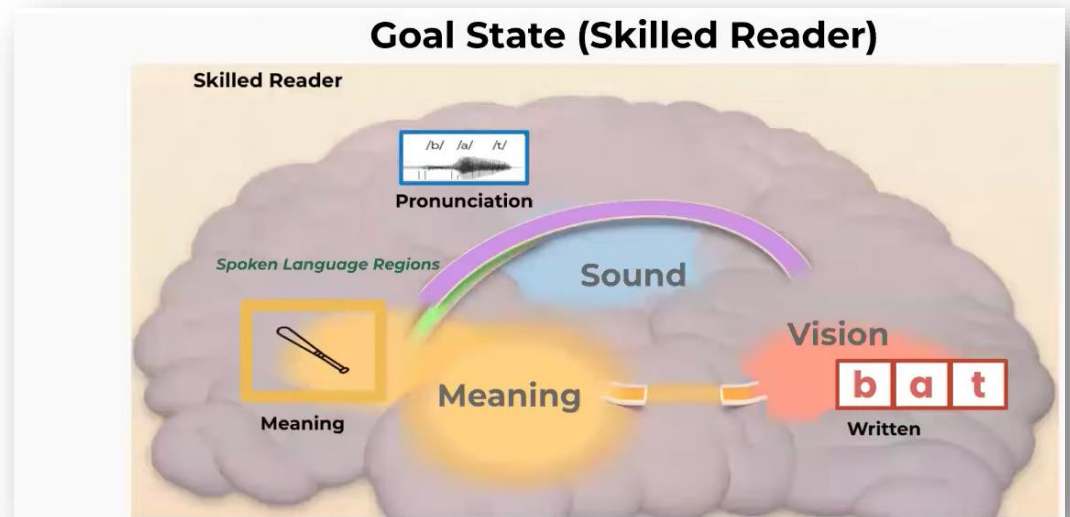 Goal State (Skilled Reader)
Skilled Reader
/b/ /a/ /t/
Pronunciation
Spoken Language Regions
Sound
Vision
Meaning
b a t
Meaning
Written